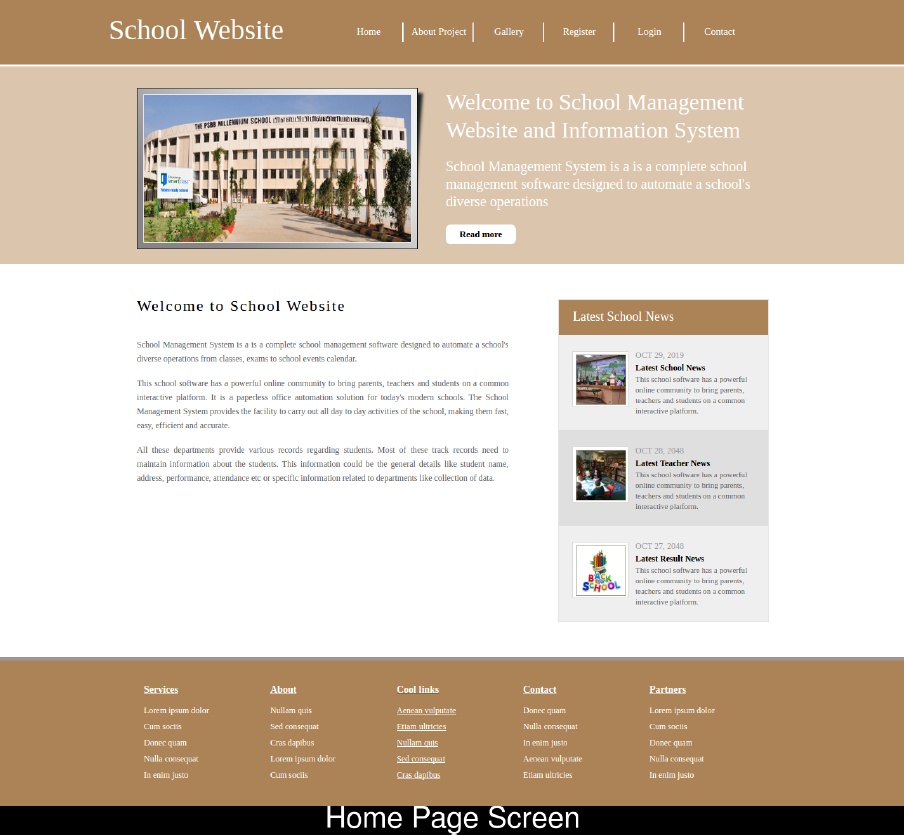 School Website
Home
About Project
Gallery
Register
Login
Contact
THE PSBB MILLENNIUM SCHOOL
Welcome to School Management
Website and Information System
School Management System is a is a complete school
management software designed to automate a school's
diverse operations
Read more
Welcome to School Website
School Management System is a is a complete school management software designed to automate a school's
diverse operations from classes, exams to school events calendar.
This school software has a powerful online community to bring parents, teachers and students on a common
interactive platform. It is a paperless office automation solution for today's modern schools. The School
Management System provides the facility to carry out all day to day activities of the school, making them fast,
easy, efficient and accurate.
All these departments provide various records regarding students. Most of these track records need to
maintain information about the students. This information could be the general details like student name,
address, performance, attendance etc or specific information related to departments like collection of data.
Latest School News
OCT 29, 2019
Latest School News
This school software has a powerful
online community to bring parents,
teachers and students on a common
interactive platform.
OCT 28, 2048
Latest Teacher News
This school software has a powerful
online community to bring parents,
teachers and students on a common
interactive platform.
BACK
TO
SCHOOL
OCT 27, 2048
Latest Result News
This school software has a powerful
online community to bring parents,
teachers and students on a common
interactive platform.
Services
Lorem ipsum dolor
Cum sociis
Donec quam
Nulla consequat
In enim justo
About
Nullam quis
Sed consequat
Cras dapibus
Lorem ipsum dolor
Cum sociis
Cool links
Aenean vulputate
Etiam ultricies
Nullam quis
Sed consequat
Cras dapibus
Contact
Donec quam
Nulla consequat
In enim justo
Aenean vulputate
Etiam ultricies
Partners
Lorem ipsum dolor
Cum sociis
Donec quam
Nulla consequat
In enim justo
Home Page Screen